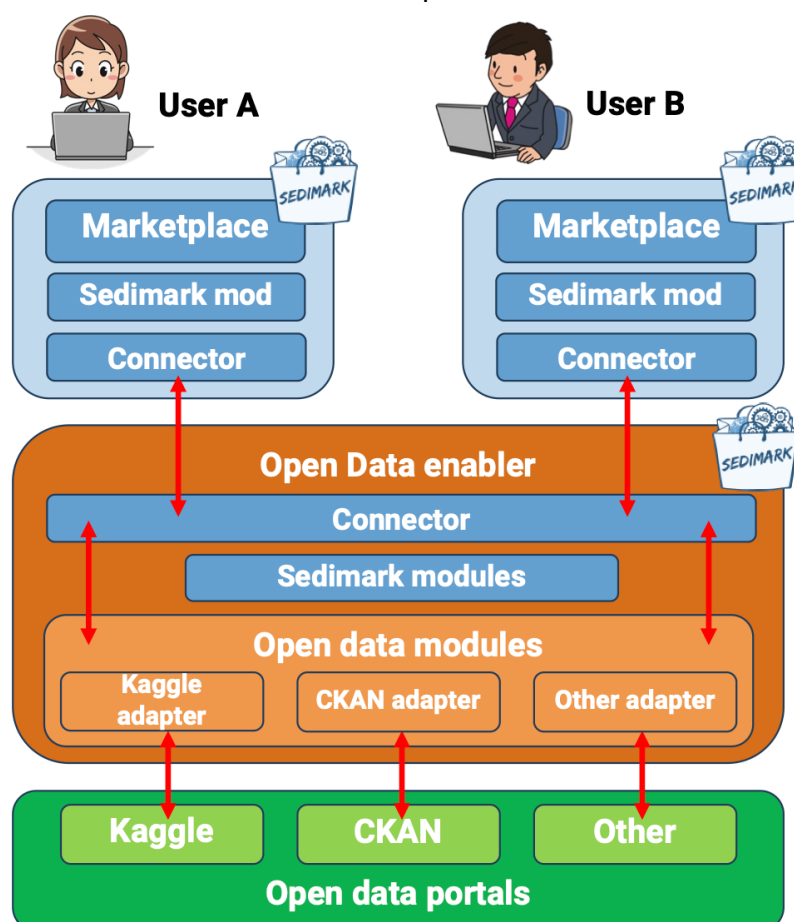 User A
User B
SEDIMARK
SEDIMARK
Marketplace
Marketplace
Sedimark mod
Sedimark mod
Connector
Connector
SEDIMARK
Open Data enabler
Connector
Sedimark modules
Open data modules
Kaggle
adapter
CKAN adapter
Other adapter
Kaggle
CKAN
Other
Open data portals